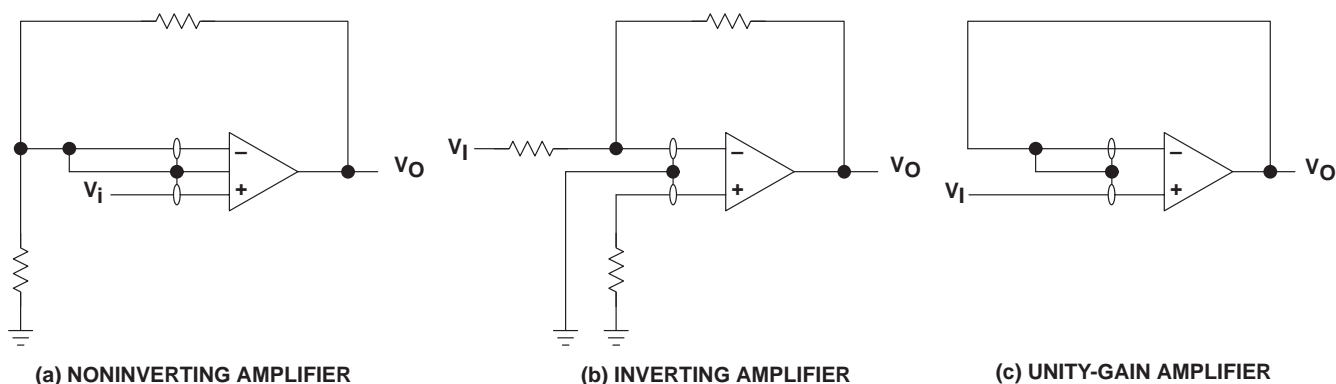 VI
VO
VO
VO
Vi
VI
−
+
−
+
−
+
(a) NONINVERTING AMPLIFIER
(b) INVERTING AMPLIFIER
(c) UNITY-GAIN AMPLIFIER